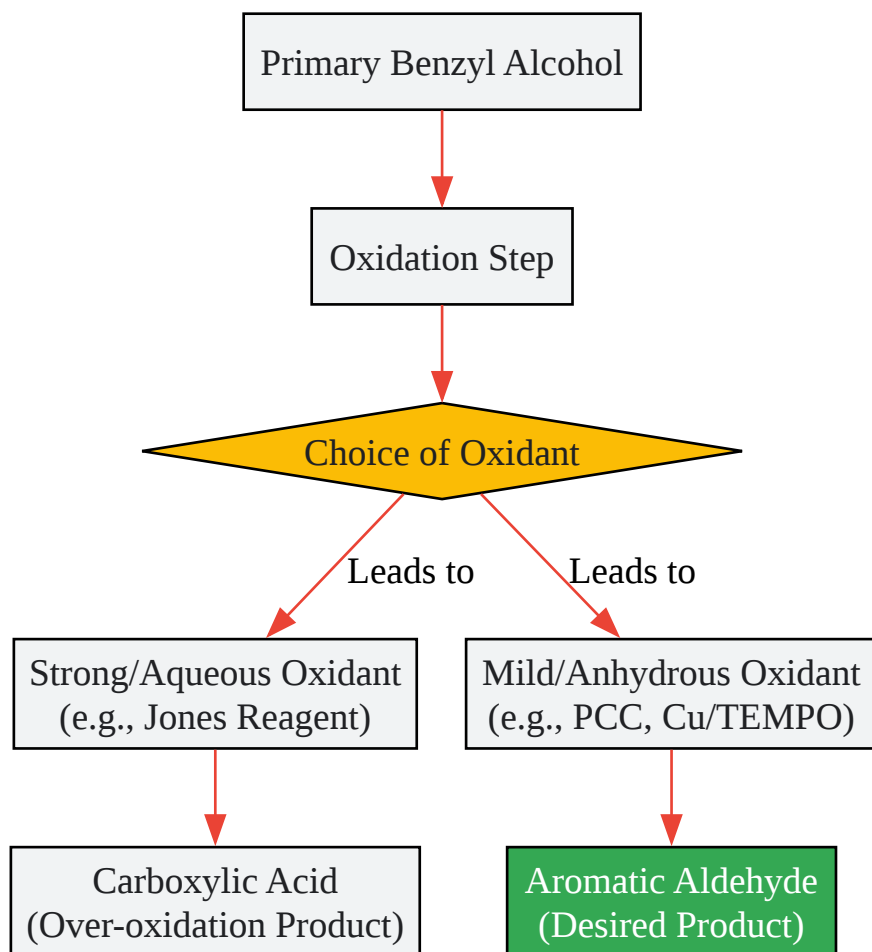 Primary Benzyl Alcohol
Oxidation Step
Choice of Oxidant
Leads to
Leads to
Strong/Aqueous Oxidant
(e.g., Jones Reagent)
Mild/Anhydrous Oxidant
(e.g., PCC, Cu/TEMPO)
Carboxylic Acid
(Over-oxidation Product)
Aromatic Aldehyde
(Desired Product)